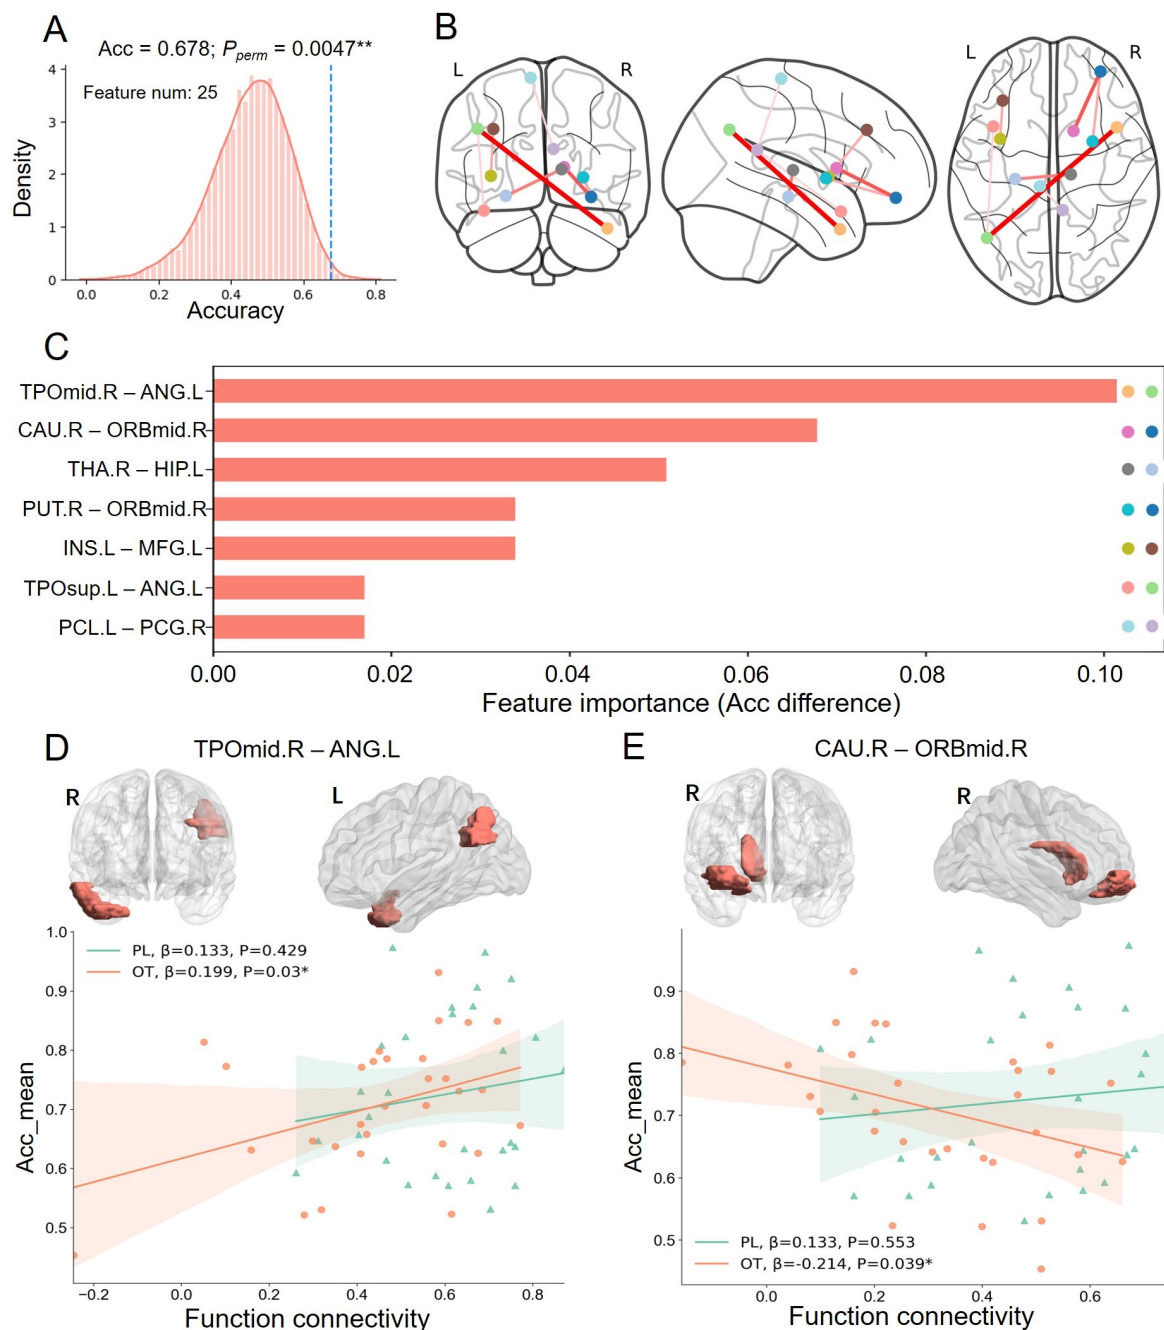 A
Acc = 0.678; P_perm = 0.0047**
Feature num: 25
4
3
2
1
0
Density
0.0 0.2 0.4 0.6 0.8
Accuracy
B
L R
L R
C
TPOmid.R – ANG.L
CAU.R – ORBmid.R
THA.R – HIP.L
PUT.R – ORBmid.R
INS.L – MFG.L
TPOsup.L – ANG.L
PCL.L – PCG.R
0.00 0.02 0.04 0.06 0.08 0.10
Feature importance (Acc difference)
D
TPOmid.R – ANG.L
R
L
1.0
0.9
0.8
0.7
0.6
0.5
Acc_mean
PL, β=0.133, P=0.429
OT, β=0.199, P=0.03*
−0.2 0.0 0.2 0.4 0.6 0.8
Function connectivity
E
CAU.R – ORBmid.R
R
R
0.9
0.8
0.7
0.6
0.5
Acc_mean
PL, β=0.133, P=0.553
OT, β=-0.214, P=0.039*
0.0 0.2 0.4 0.6
Function connectivity